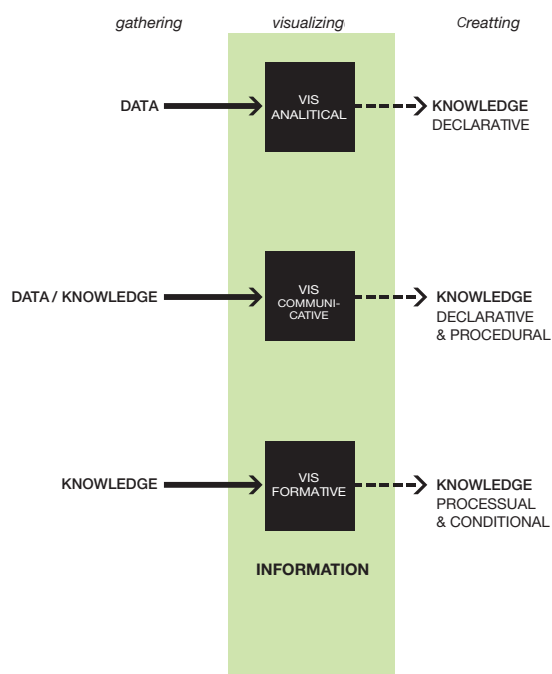 gathering
visualizing
Creatting
DATA
VIS
ANALITICAL
KNOWLEDGE
DECLARATIVE
DATA / KNOWLEDGE
VIS
COMMUNI-
CATIVE
KNOWLEDGE
DECLARATIVE
& PROCEDURAL
KNOWLEDGE
VIS
FORMATIVE
KNOWLEDGE
PROCESSUAL
& CONDITIONAL
INFORMATION